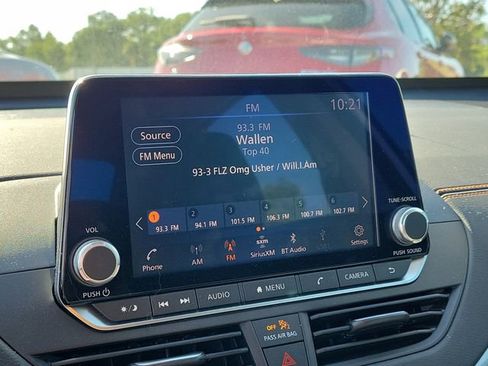 FM 10:21
93.3 FM
Source
Wallen
FM Menu
Top 40
93-3 FLZ Omg Usher / Will.I.Am
1 2 3 4 5 6
93.3 FM 94.1 FM 101.5 FM 106.3 FM 100.7 FM 102.7 FM
VOL
TUNE·SCROLL
Phone AM FM sxm SiriusXM BT Audio Settings
PUSH
PUSH SOUND
AUDIO MENU CAMERA
OFF
PASS AIR BAG